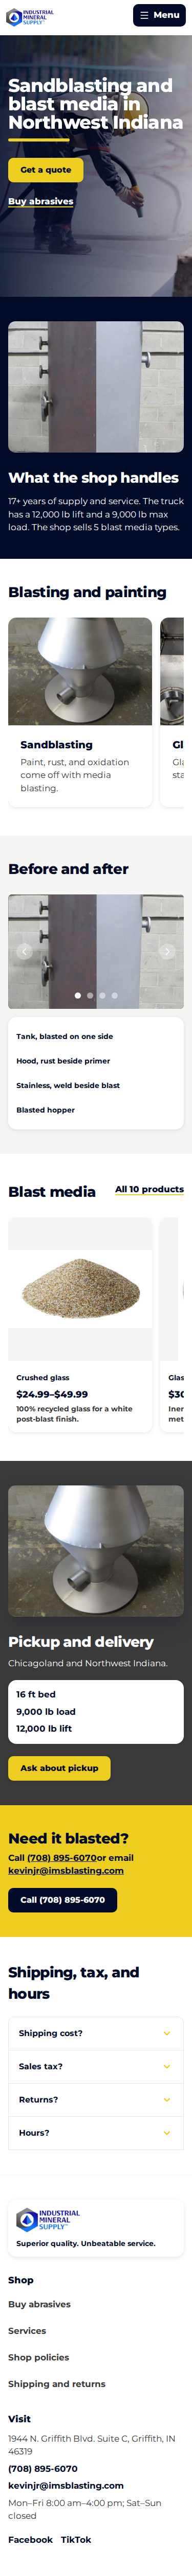 INDUSTRIAL
MINERAL
SUPPLY™
Menu
Sandblasting and
blast media in
Northwest Indiana
Get a quote
Buy abrasives
What the shop handles
17+ years of supply and service. The truck
has a 12,000 lb lift and a 9,000 lb max
load. The shop sells 5 blast media types.
Blasting and painting
Sandblasting
Paint, rust, and oxidation
come off with media
blasting.
Before and after
Tank, blasted on one side
Hood, rust beside primer
Stainless, weld beside blast
Blasted hopper
Blast media
All 10 products
Crushed glass
$24.99–$49.99
100% recycled glass for a white
post-blast finish.
Pickup and delivery
Chicagoland and Northwest Indiana.
16 ft bed
9,000 lb load
12,000 lb lift
Ask about pickup
Need it blasted?
Call (708) 895-6070or email
kevinjr@imsblasting.com
Call (708) 895-6070
Shipping, tax, and
hours
Shipping cost?
Sales tax?
Returns?
Hours?
INDUSTRIAL
MINERAL
SUPPLY™
Superior quality. Unbeatable service.
Shop
Buy abrasives
Services
Shop policies
Shipping and returns
Visit
1944 N. Griffith Blvd. Suite C, Griffith, IN
46319
(708) 895-6070
kevinjr@imsblasting.com
Mon–Fri 8:00 am–4:00 pm; Sat–Sun
closed
Facebook TikTok